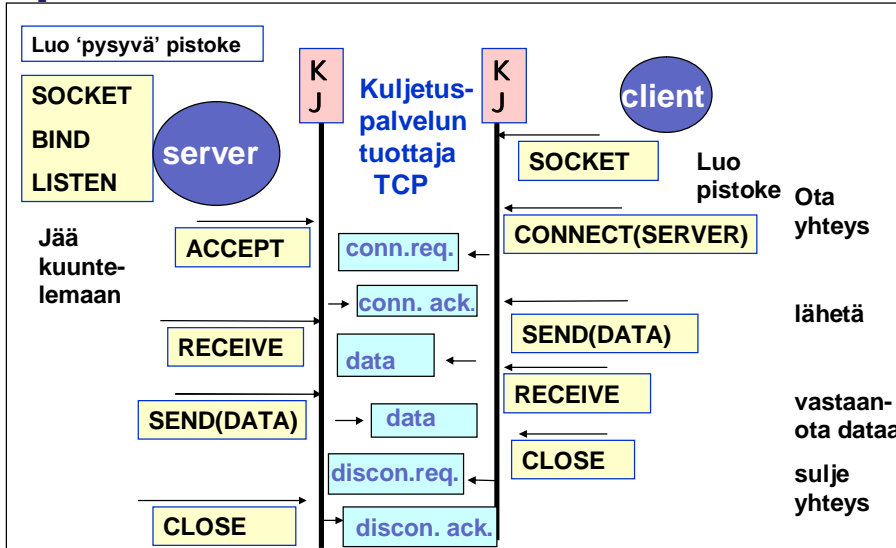 Luo ‘pysyvä’ pistoke
SOCKET
BIND
LISTEN
server
K
J
Kuljetus-
palvelun
tuottaja
TCP
K
J
client
SOCKET
Luo
pistoke
Ota
yhteys
CONNECT(SERVER)
Jää
kuunte-
lemaan
ACCEPT
conn.req.
conn. ack.
lähetä
SEND(DATA)
RECEIVE
data
RECEIVE
vastaan-
ota dataa
SEND(DATA)
data
CLOSE
sulje
yhteys
discon.req.
CLOSE
discon. ack.